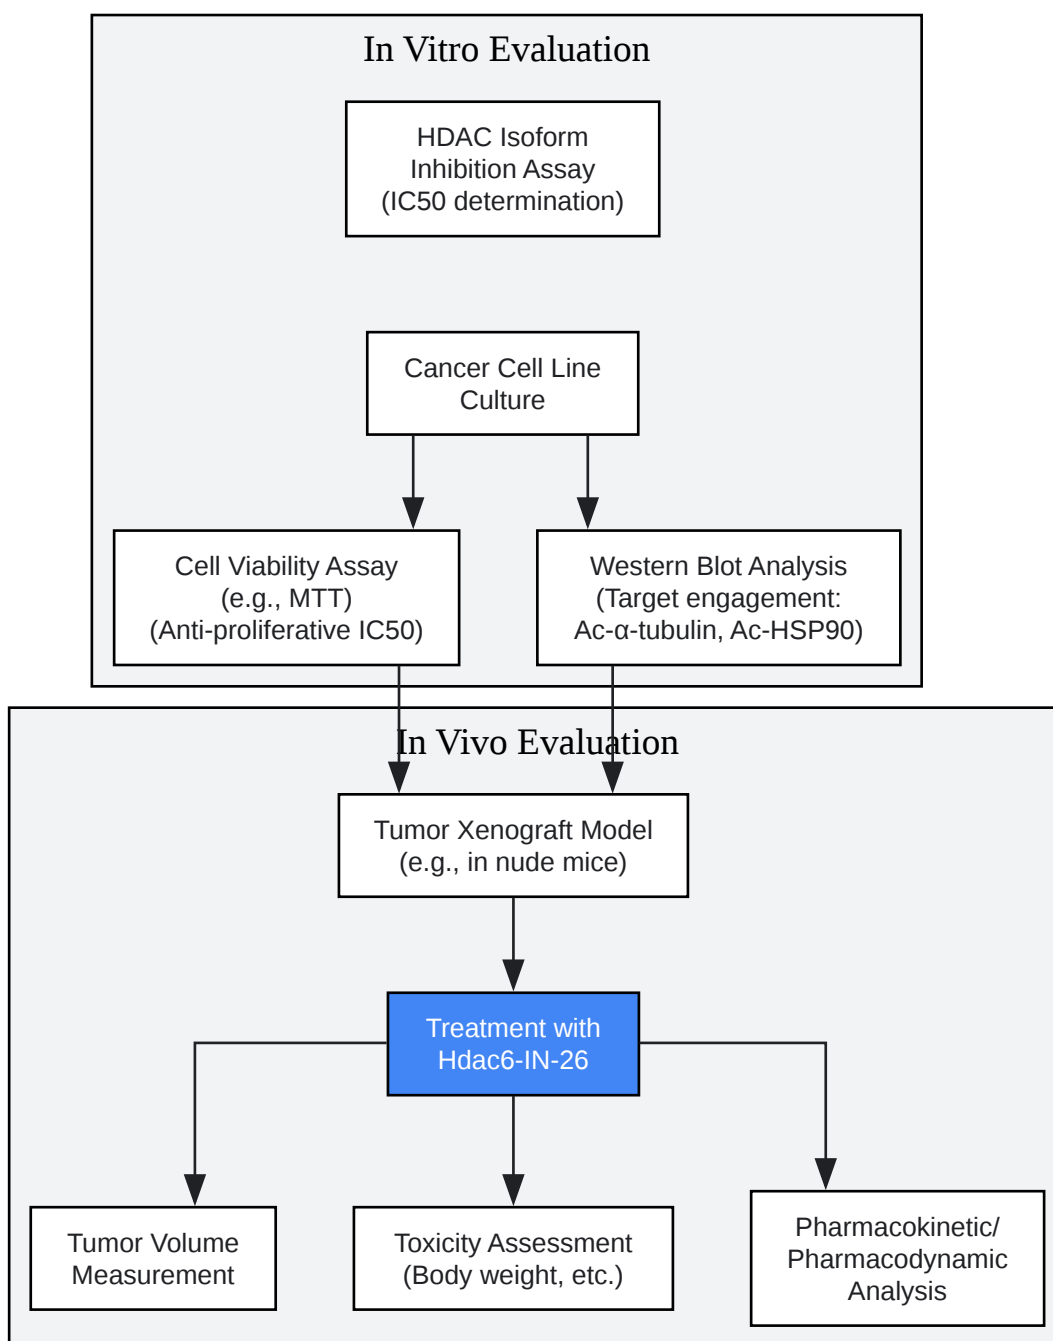 In Vitro Evaluation
HDAC Isoform
Inhibition Assay
(IC50 determination)
Cancer Cell Line
Culture
Cell Viability Assay
(e.g., MTT)
(Anti-proliferative IC50)
Western Blot Analysis
(Target engagement:
Ac-α-tubulin, Ac-HSP90)
In Vivo Evaluation
Tumor Xenograft Model
(e.g., in nude mice)
Treatment with
Hdac6-IN-26
Tumor Volume
Measurement
Toxicity Assessment
(Body weight, etc.)
Pharmacokinetic/
Pharmacodynamic
Analysis